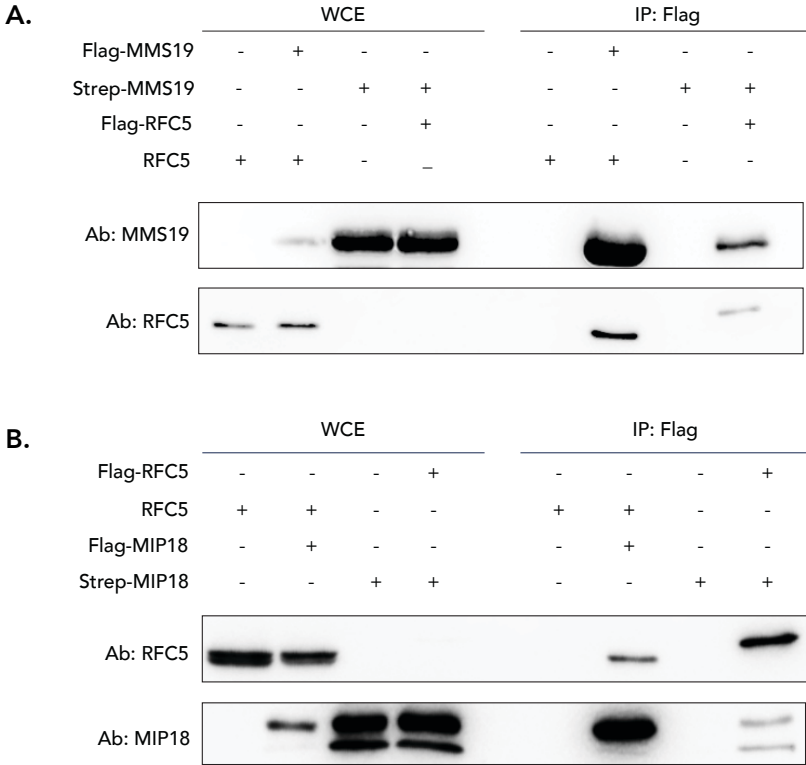 A.
WCE IP: Flag
Flag-MMS19 - + - - - + - -
Strep-MMS19 - - + + - - + +
Flag-RFC5 - - - + - - - +
RFC5 + + - _ + + - -
Ab: MMS19
Ab: RFC5
B.
WCE IP: Flag
Flag-RFC5 - - - + - - - +
RFC5 + + - - + + - -
Flag-MIP18 - + - - - + - -
Strep-MIP18 - - + + - - + +
Ab: RFC5
Ab: MIP18